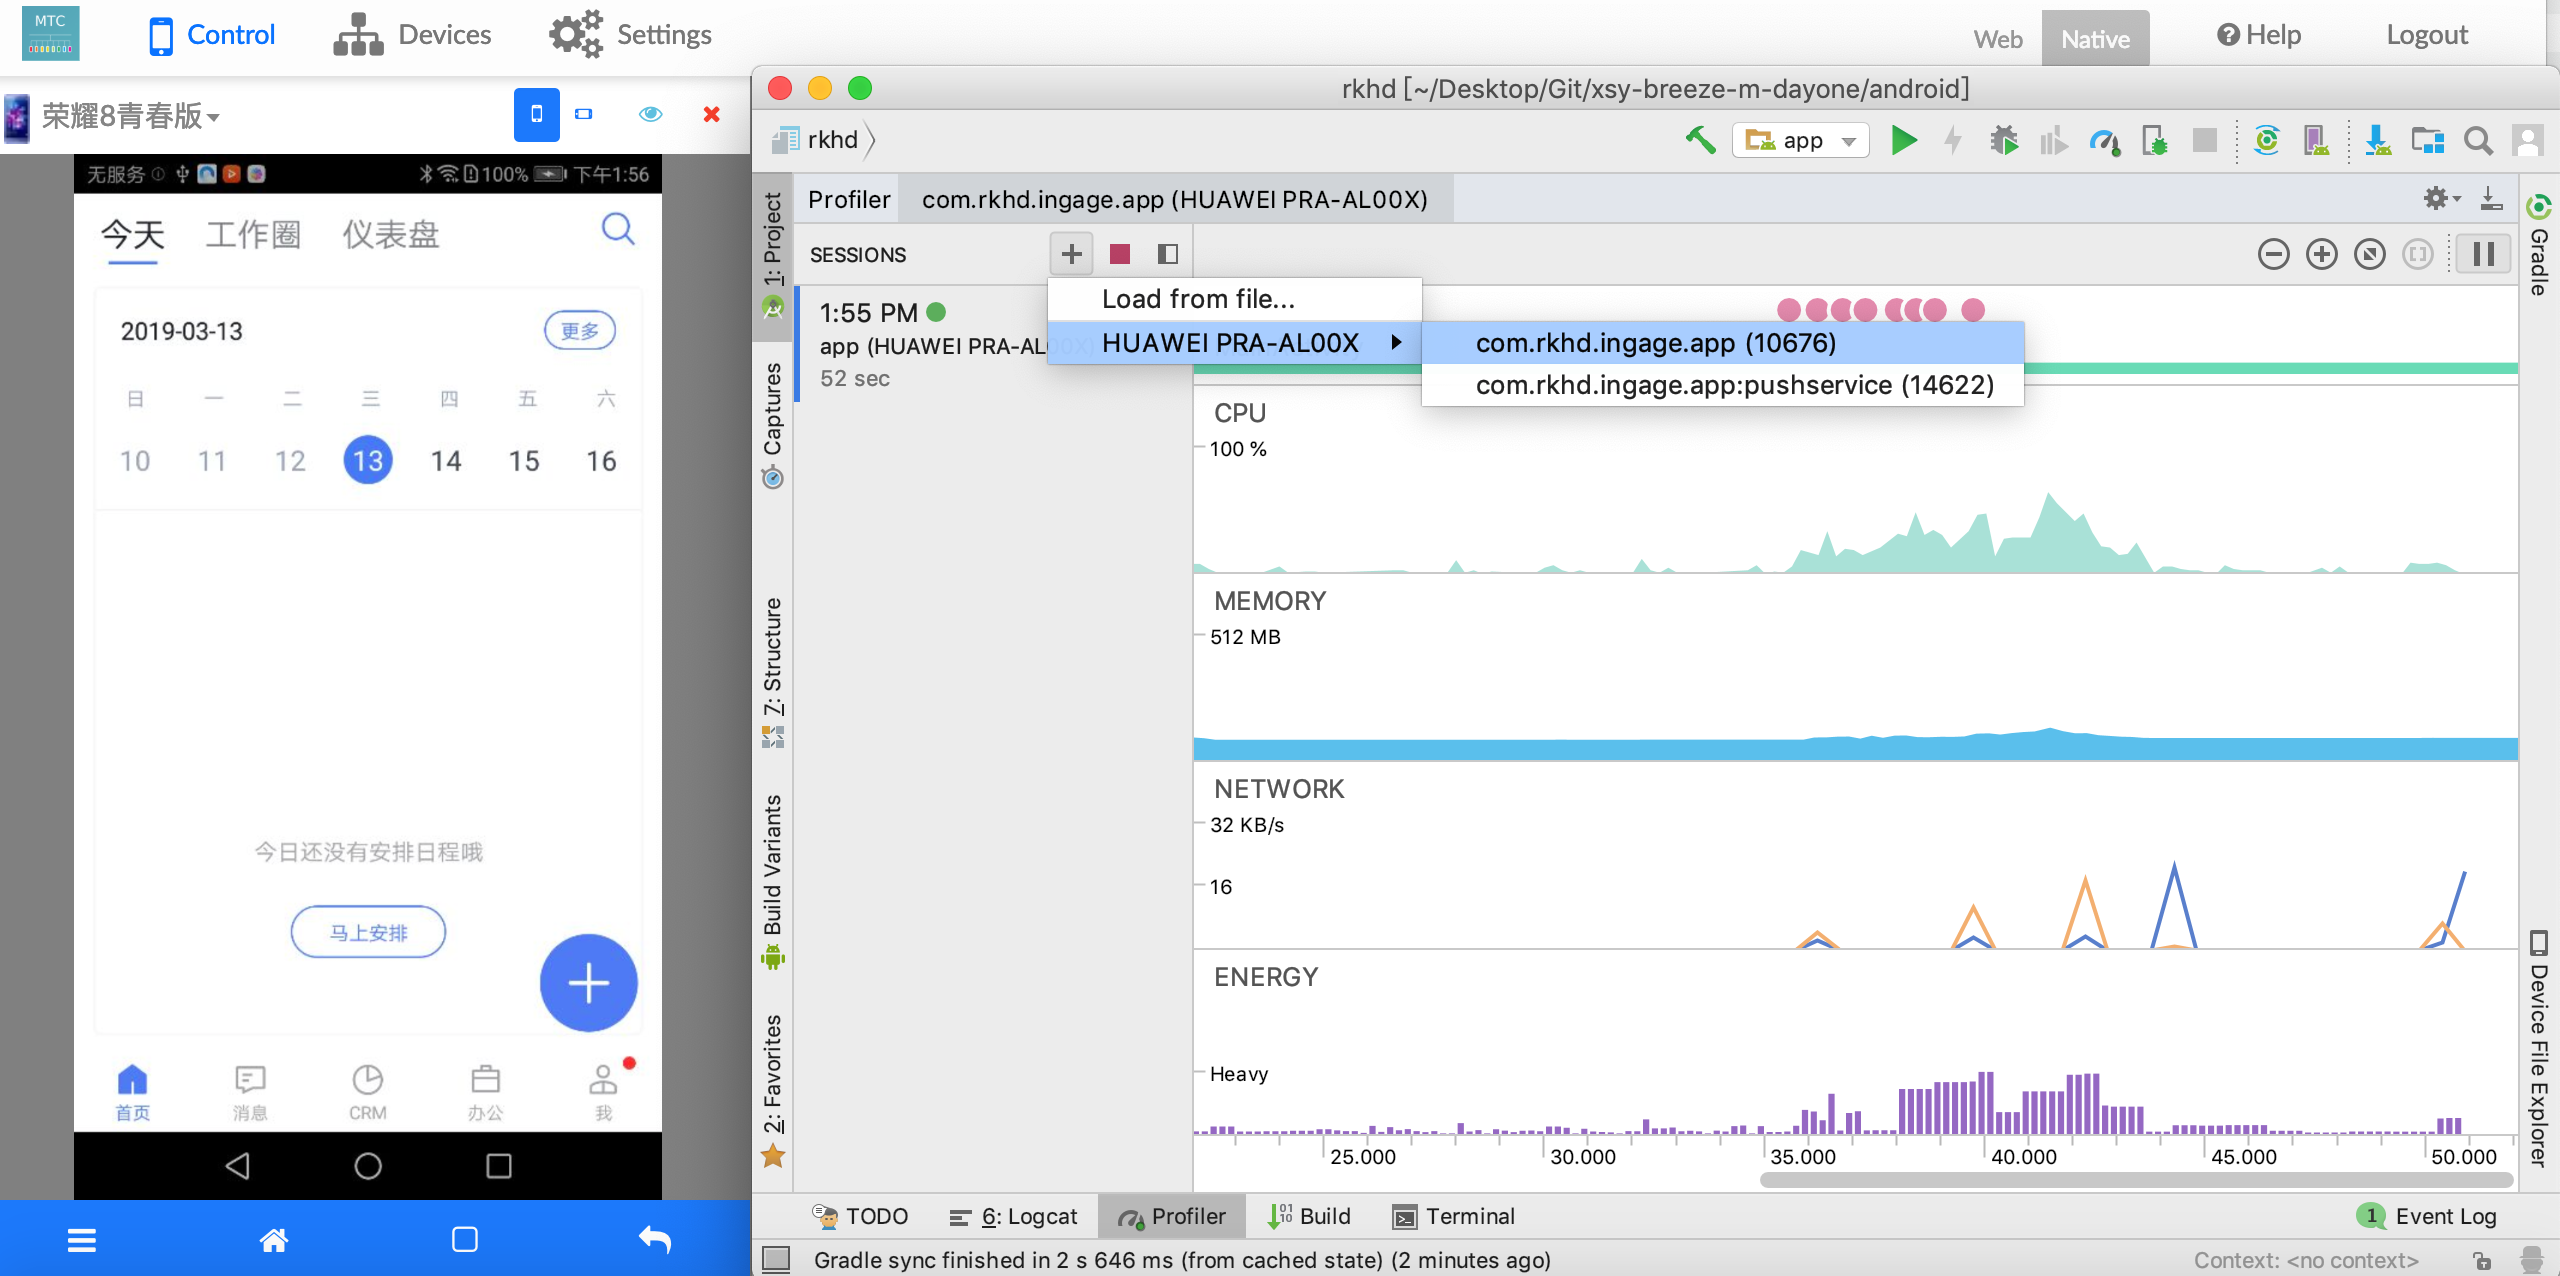 MTC
Control
Devices
Settings
Web
Native
Help
Logout
荣耀8青春版
无服务
100%
下午1:56
今天
工作圈
仪表盘
2019-03-13
更多
日 一 二 三 四 五 六
10 11 12 13 14 15 16
今日还没有安排日程哦
马上安排
首页
消息
CRM
办公
我
rkhd [~/Desktop/Git/xsy-breeze-m-dayone/android]
rkhd
app
Profiler
com.rkhd.ingage.app (HUAWEI PRA-AL00X)
SESSIONS
Load from file...
HUAWEI PRA-AL00X
com.rkhd.ingage.app (10676)
com.rkhd.ingage.app:pushservice (14622)
1:55 PM
app (HUAWEI PRA-AL00X)
52 sec
CPU
100 %
MEMORY
512 MB
NETWORK
32 KB/s
16
ENERGY
Heavy
25.000
30.000
35.000
40.000
45.000
50.000
1: Project
Captures
7: Structure
Build Variants
2: Favorites
Gradle
Device File Explorer
TODO
6: Logcat
Profiler
Build
Terminal
1 Event Log
Gradle sync finished in 2 s 646 ms (from cached state) (2 minutes ago)
Context: <no context>